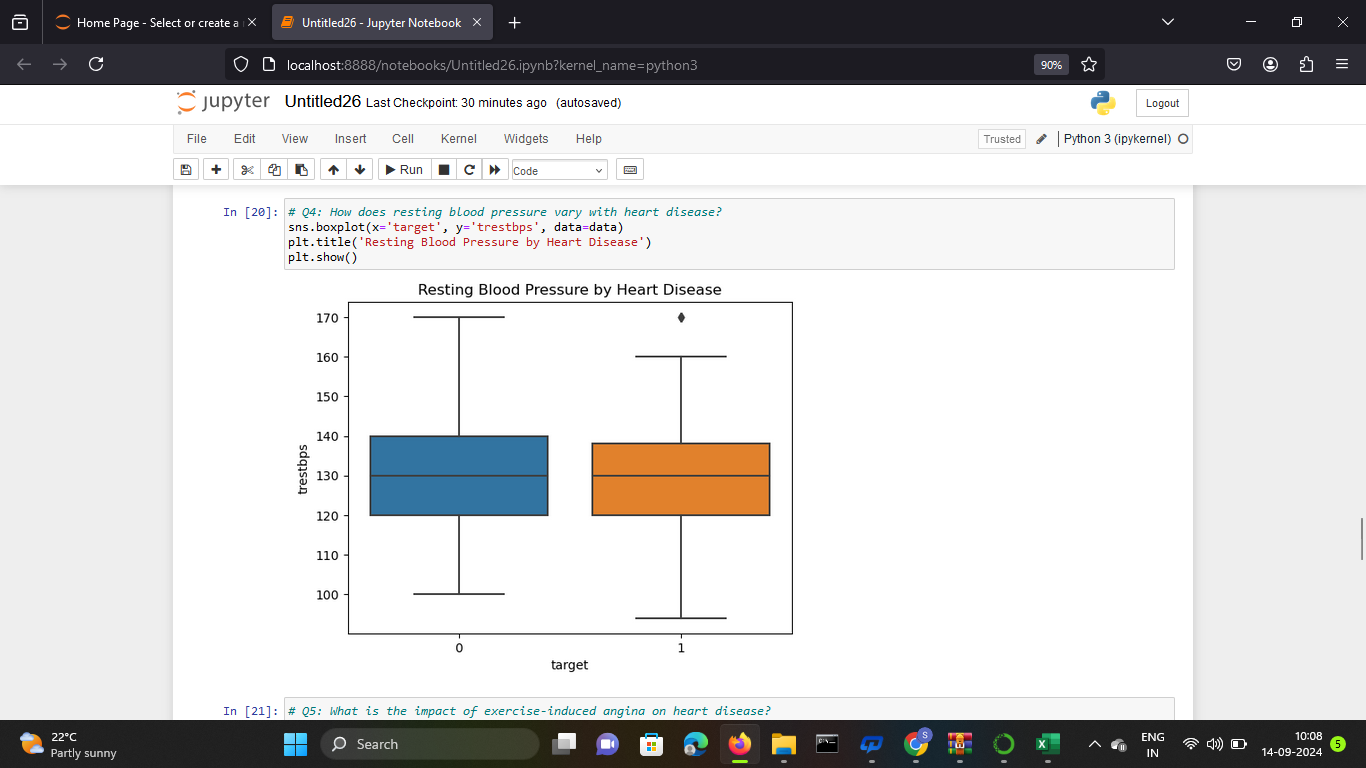 Home Page - Select or create a
Untitled26 - Jupyter Notebook
localhost:8888/notebooks/Untitled26.ipynb?kernel_name=python3
90%
jupyter
Untitled26 Last Checkpoint: 30 minutes ago (autosaved)
Logout
File Edit View Insert Cell Kernel Widgets Help
Trusted
Python 3 (ipykernel)
Run
Code
In [20]:
# Q4: How does resting blood pressure vary with heart disease?
sns.boxplot(x='target', y='trestbps', data=data)
plt.title('Resting Blood Pressure by Heart Disease')
plt.show()
Resting Blood Pressure by Heart Disease
170
160
150
140
130
120
110
100
trestbps
0 1
target
In [21]:
# Q5: What is the impact of exercise-induced angina on heart disease?
22°C
Partly sunny
Search
S
ENG
IN
10:08
14-09-2024
5